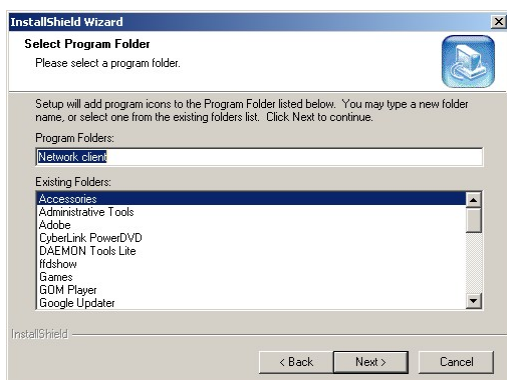 InstallShield Wizard
Select Program Folder
Please select a program folder.
Setup will add program icons to the Program Folder listed below. You may type a new folder
name, or select one from the existing folders list. Click Next to continue.
Program Folders:
Network client
Existing Folders:
Accessories
Administrative Tools
Adobe
CyberLink PowerDVD
DAEMON Tools Lite
ffdshow
Games
GOM Player
Google Updater
InstallShield
< Back Next > Cancel